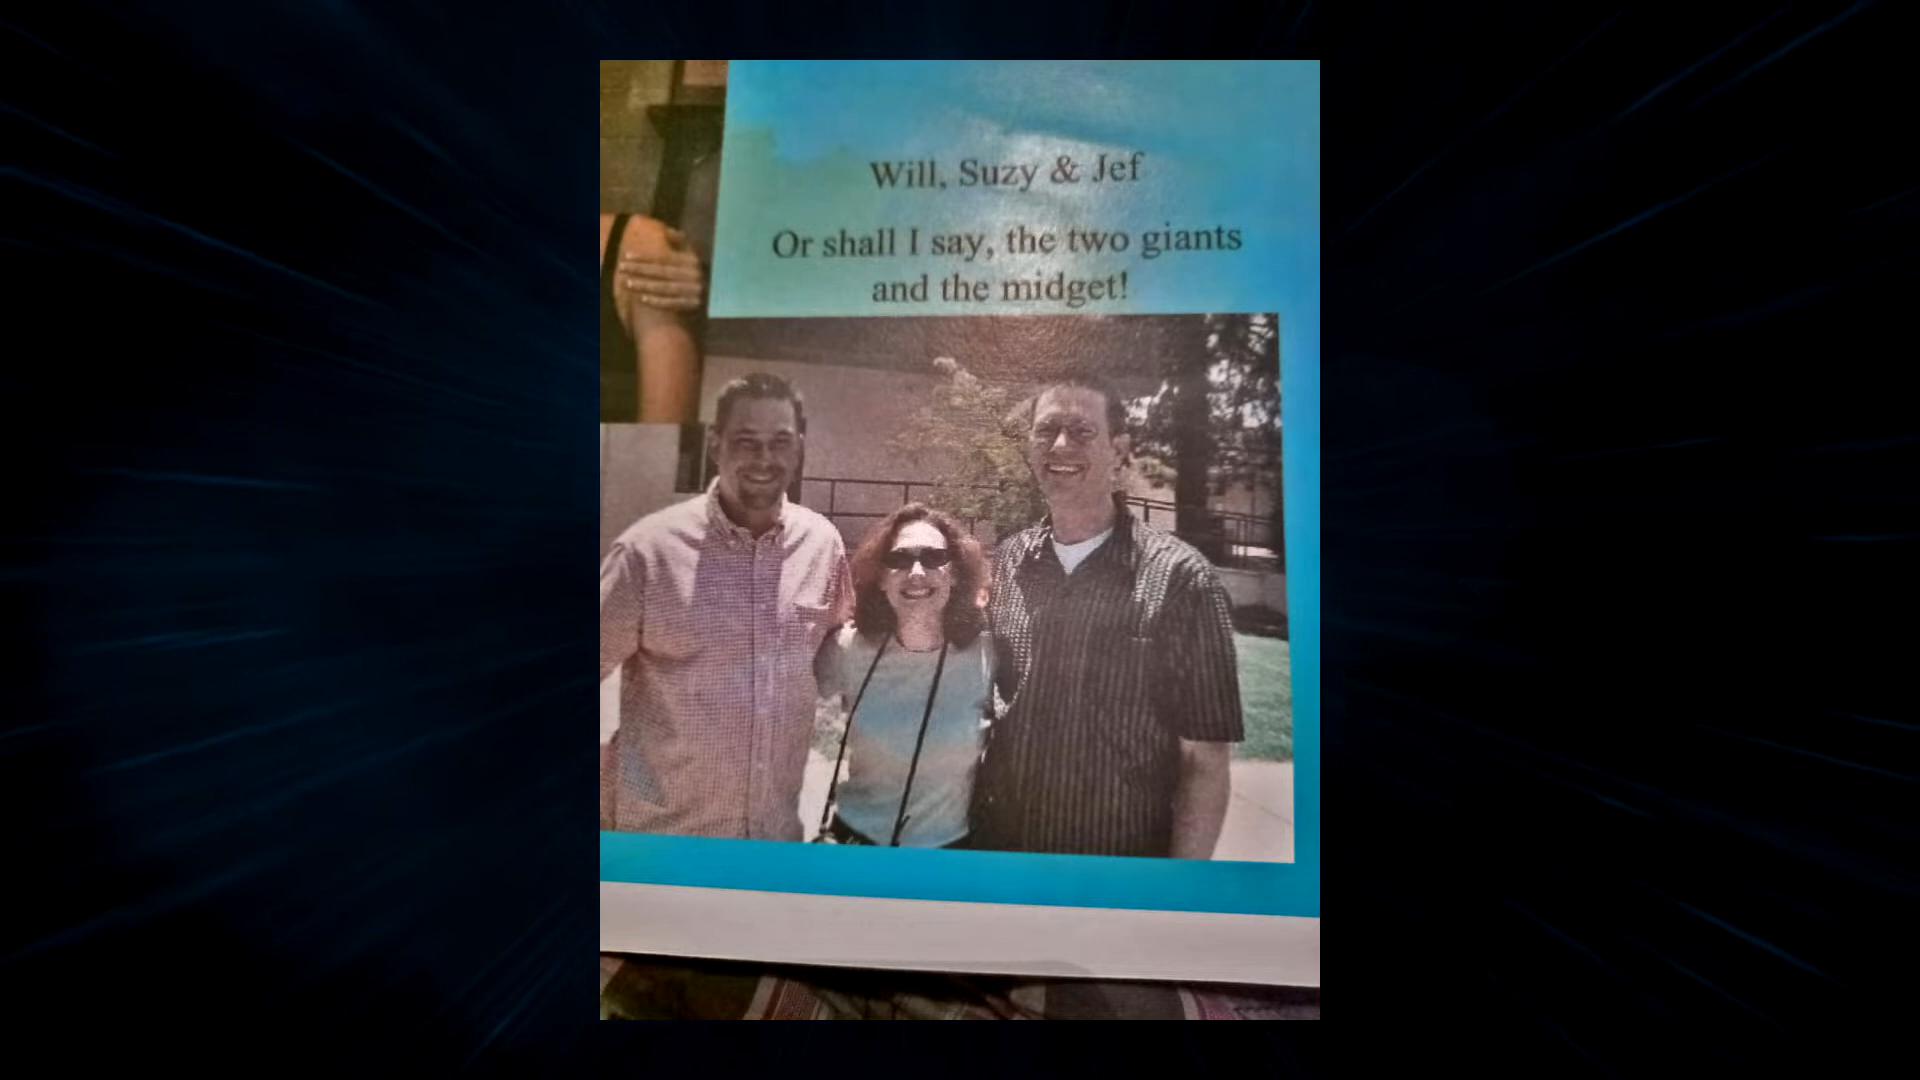 Will, Suzy & Jef
Or shall I say, the two giants
and the midget!